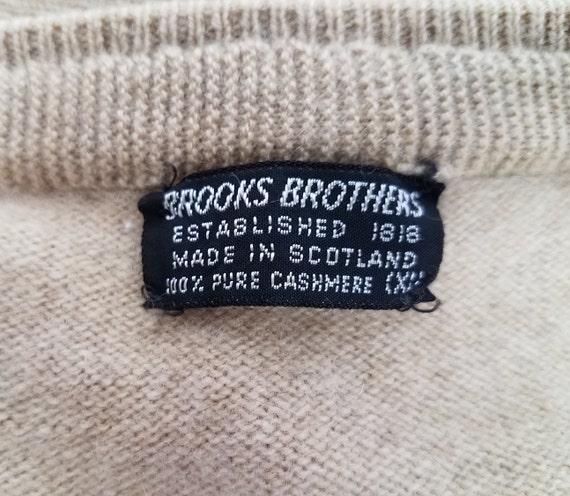 BROOKS BROTHERS
ESTABLISHED 1818
MADE IN SCOTLAND
100% PURE CASHMERE